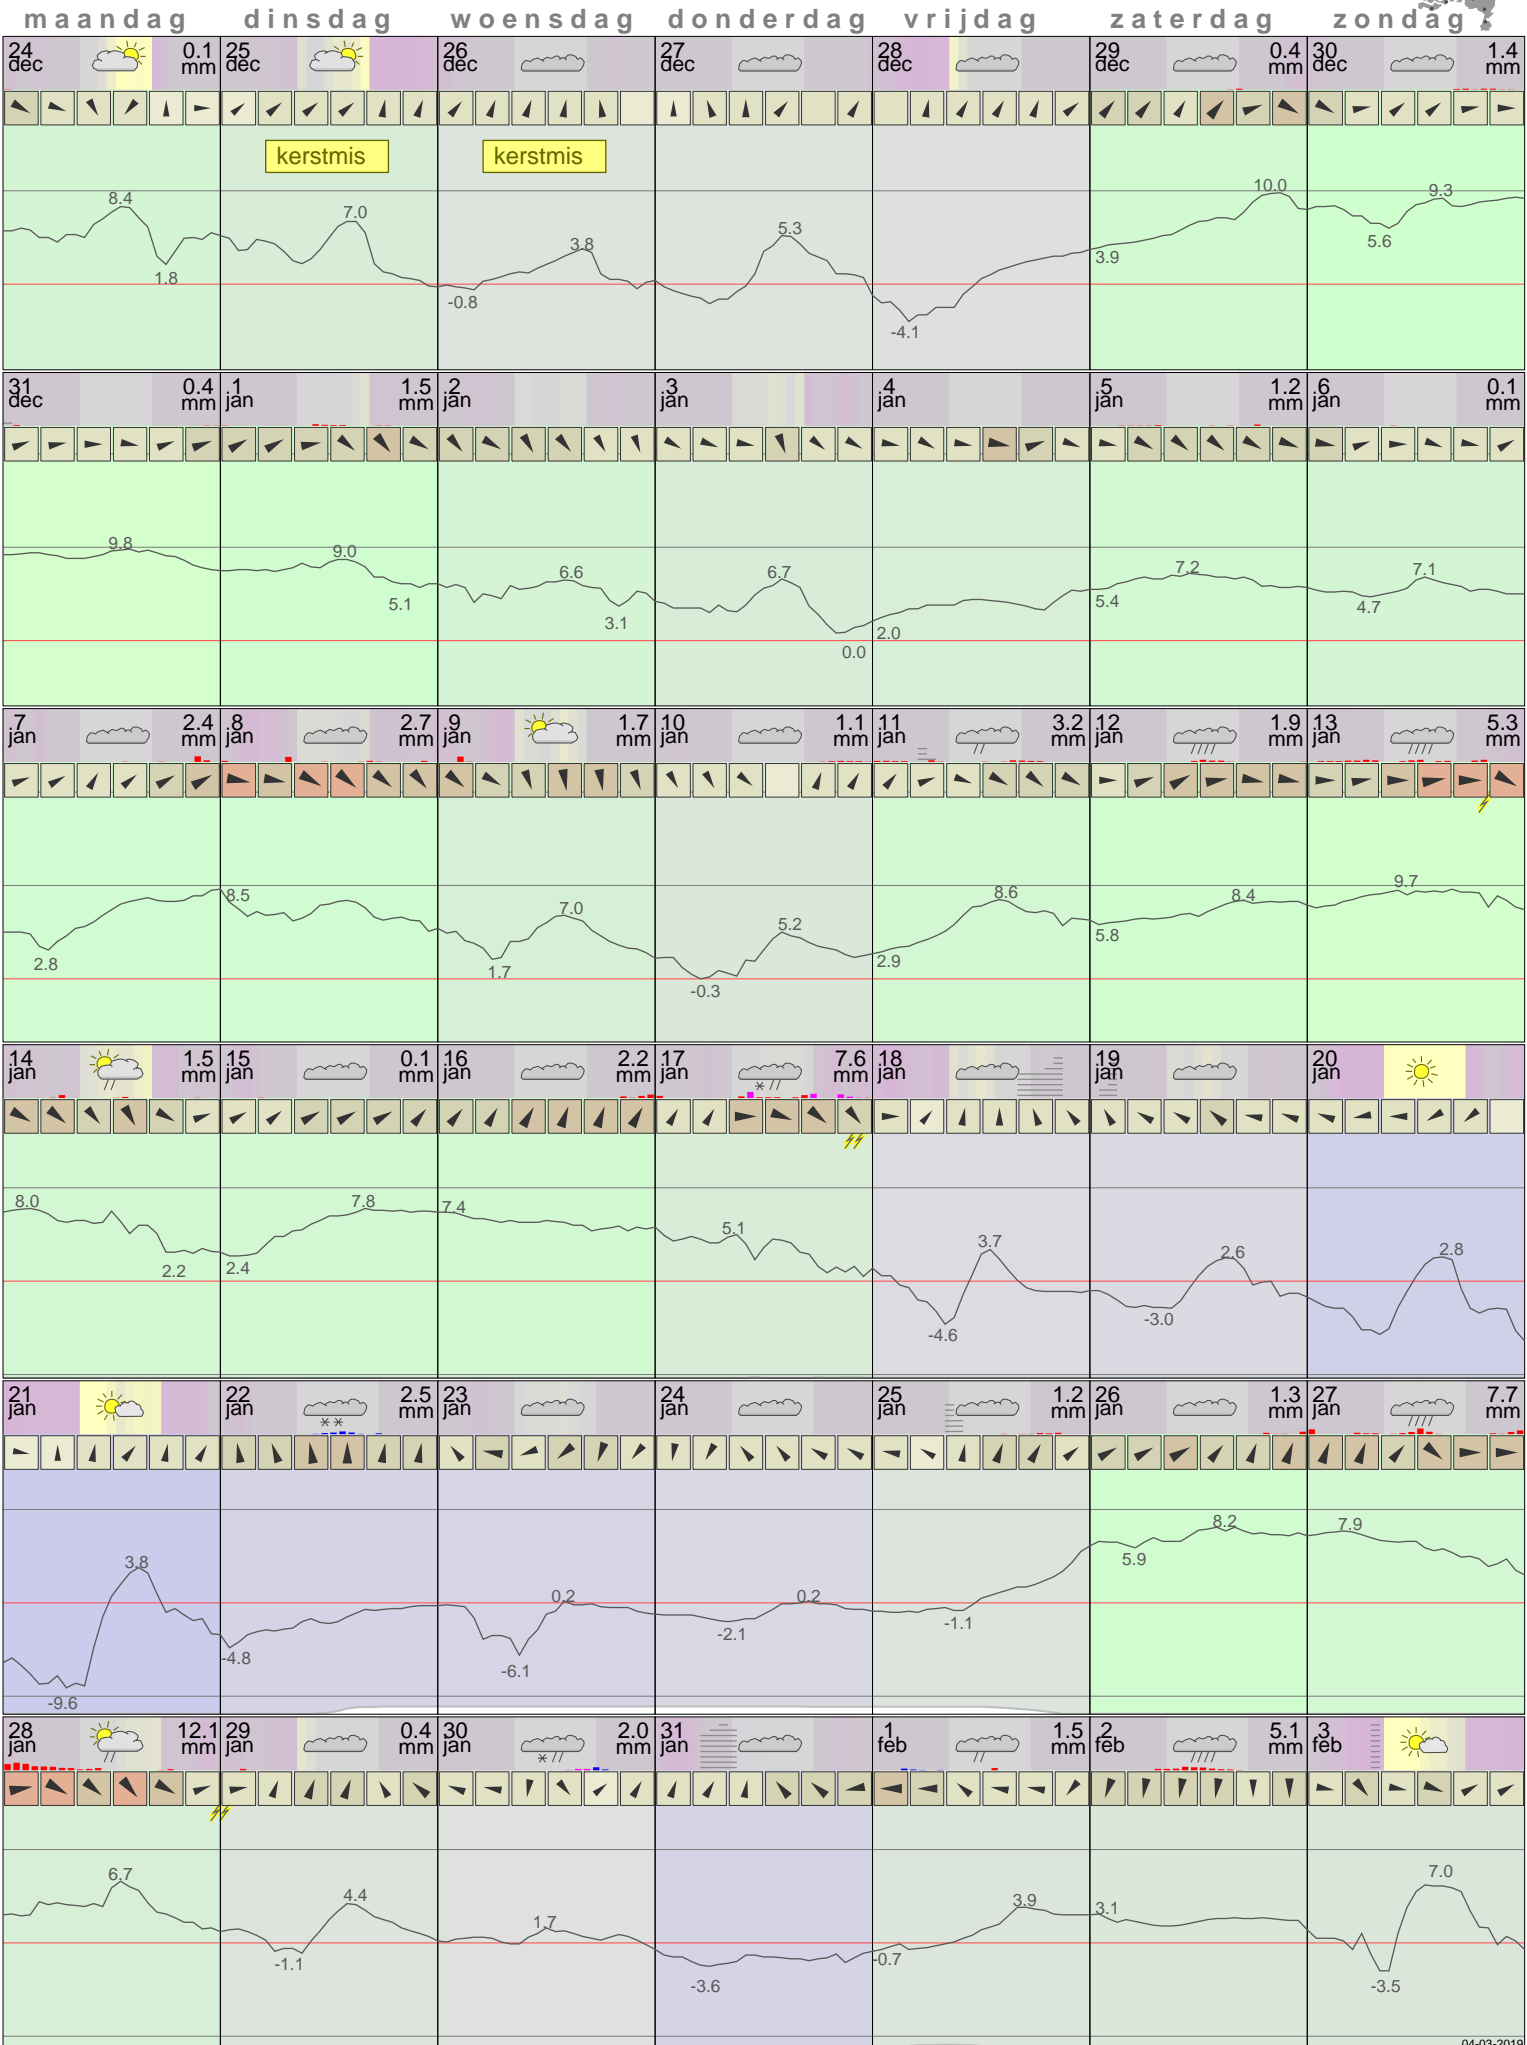 maandag dinsdag woensdag donderdag vrijdag zaterdag zondag
24 dec 0.1 mm 25 dec 26 dec 27 dec 28 dec 29 dec 0.4 mm 30 dec 1.4 mm
kerstmis kerstmis
8.4 1.8 7.0 -0.8 3.8 5.3 -4.1 3.9 10.0 5.6 9.3
31 dec 0.4 mm 1 jan 1.5 mm 2 jan 3 jan 4 jan 5 jan 1.2 mm 6 jan 0.1 mm
9.8 9.0 5.1 6.6 3.1 6.7 0.0 2.0 5.4 7.2 4.7 7.1
7 jan 2.4 mm 8 jan 2.7 mm 9 jan 1.7 mm 10 jan 1.1 mm 11 jan 3.2 mm 12 jan 1.9 mm 13 jan 5.3 mm
2.8 8.5 1.7 7.0 -0.3 5.2 2.9 8.6 5.8 8.4 9.7
14 jan 1.5 mm 15 jan 0.1 mm 16 jan 2.2 mm 17 jan 7.6 mm 18 jan 19 jan 20 jan
8.0 2.2 2.4 7.8 7.4 5.1 -4.6 3.7 -3.0 2.6 2.8
21 jan 22 jan 2.5 mm 23 jan 24 jan 25 jan 1.2 mm 26 jan 1.3 mm 27 jan 7.7 mm
-9.6 3.8 -4.8 -6.1 0.2 -2.1 0.2 -1.1 5.9 8.2 7.9
28 jan 12.1 mm 29 jan 0.4 mm 30 jan 2.0 mm 31 jan 1 feb 1.5 mm 2 feb 5.1 mm 3 feb
6.7 -1.1 4.4 1.7 -3.6 -0.7 3.9 3.1 -3.5 7.0
04-03-2019